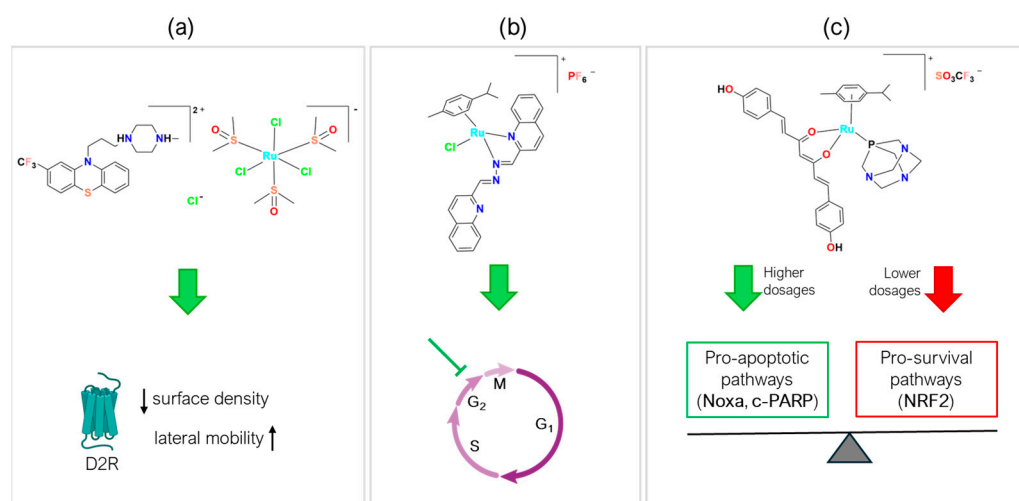 (a)
(b)
(c)
2+
-
CF3
N
HN
NH
S
Cl-
O
S
Cl
S
O
Ru
Cl
Cl
S
O
+
PF6 -
Ru
Cl
N
N
N
N
+
SO3CF3 -
HO
O
Ru
O
P
N
N
N
OH
Higher
dosages
Lower
dosages
surface density
lateral mobility
D2R
M
G2
G1
S
Pro-apoptotic
pathways
(Noxa, c-PARP)
Pro-survival
pathways
(NRF2)